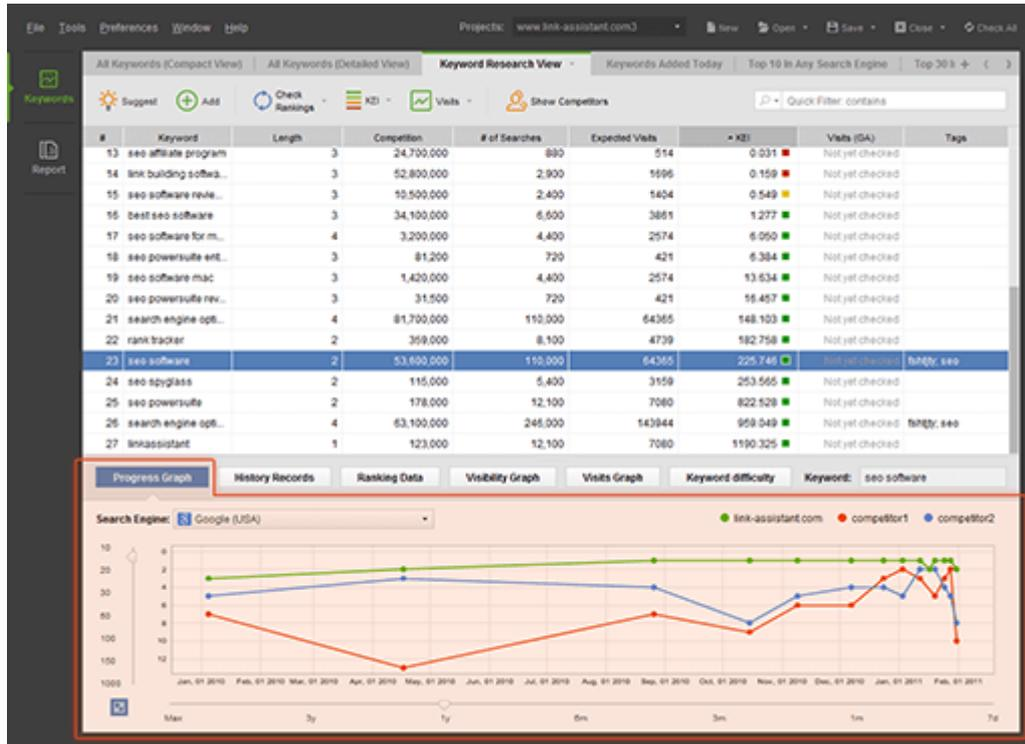 File Tools Preferences Window Help Projects: www.link-assistant.com3 New Open Save Close Check All
All Keywords (Compact View) All Keywords (Detailed View) Keyword Research View Keywords Added Today Top 10 In Any Search Engine Top 30 I
Keywords
Suggest Add Check Rankings KEI Visits Show Competitors Quick Filter: contains
Report
# Keyword Length Competition # of Searches Expected Visits KEI Visits (GA) Tags
13 seo affiliate program 3 24,700,000 880 514 0.031 Not yet checked
14 link building softwa... 3 52,800,000 2,900 1696 0.159 Not yet checked
15 seo software revie... 3 10,500,000 2,400 1404 0.549 Not yet checked
16 best seo software 3 34,100,000 6,600 3861 1.277 Not yet checked
17 seo software for m... 4 3,200,000 4,400 2574 6.050 Not yet checked
18 seo powersuite ent... 3 81,200 720 421 6.384 Not yet checked
19 seo software mac 3 1,420,000 4,400 2574 13.634 Not yet checked
20 seo powersuite rev... 3 31,500 720 421 16.457 Not yet checked
21 search engine opti... 4 81,700,000 110,000 64365 148.103 Not yet checked
22 rank tracker 2 359,000 8,100 4739 182.758 Not yet checked
23 seo software 2 53,600,000 110,000 64365 225.746 Not yet checked seo
24 seo spyglass 2 115,000 5,400 3159 253.565 Not yet checked
25 seo powersuite 2 178,000 12,100 7080 822.528 Not yet checked
26 search engine opti... 4 63,100,000 246,000 143944 959.049 Not yet checked seo
27 linkassistant 1 123,000 12,100 7080 1190.325 Not yet checked
Progress Graph History Records Ranking Data Visibility Graph Visits Graph Keyword difficulty Keyword: seo software
Search Engine: Google (USA) link-assistant.com competitor1 competitor2
10 0
20 2
30 4
50 6
100 8
150 10
1000 12
Jan, 01 2010 Feb, 01 2010 Mar, 01 2010 Apr, 01 2010 May, 01 2010 Jun, 01 2010 Jul, 01 2010 Aug, 01 2010 Sep, 01 2010 Oct, 01 2010 Nov, 01 2010 Dec, 01 2010 Jan, 01 2011 Feb, 01 2011
Max 3y 1y 6m 3m 1m 7d